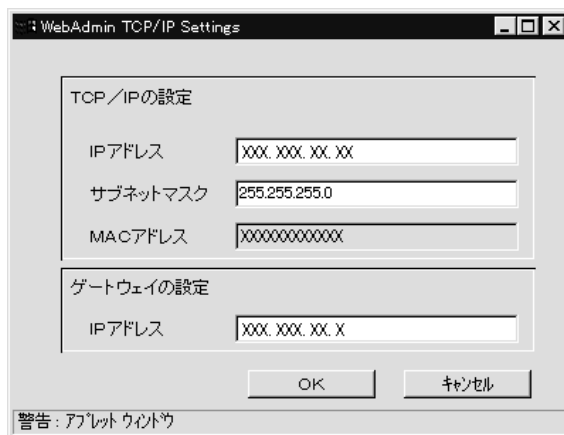 WebAdmin TCP/IP Settings
TCP/IPの設定
IPアドレス XXX. XXX. XX. XX
サブネットマスク 255.255.255.0
MACアドレス XXXXXXXXXXXX
ゲートウェイの設定
IPアドレス XXX. XXX. XX. X
OK ｷｬﾝｾﾙ
警告 : ｱﾌﾟﾚｯﾄ ｳｨﾝﾄﾞｳ